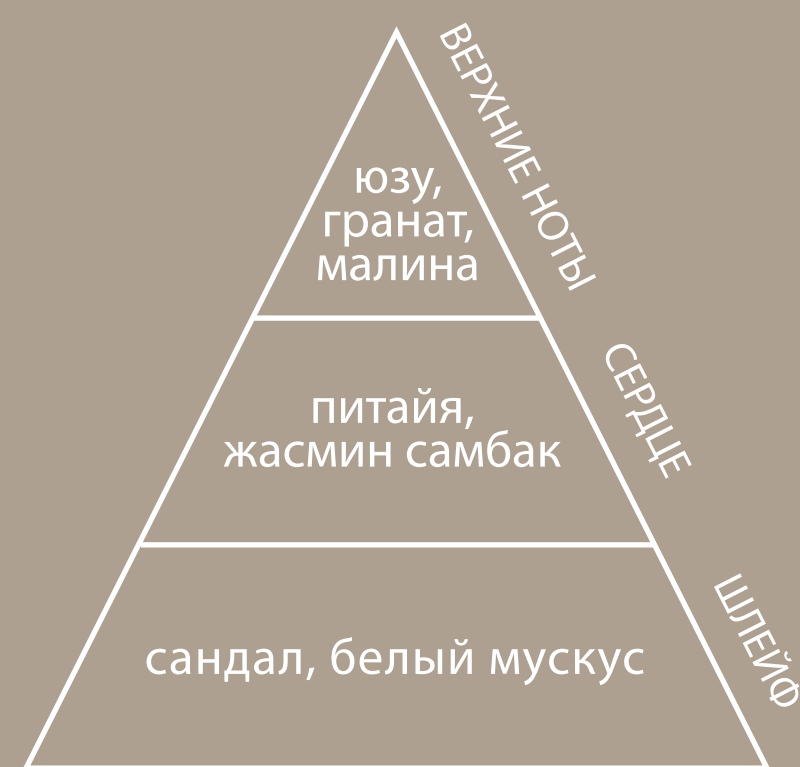 ВЕРХНИЕ НОТЫ
юзу,
гранат,
малина
СЕРДЦЕ
питайя,
жасмин самбак
ШЛЕЙФ
сандал, белый мускус